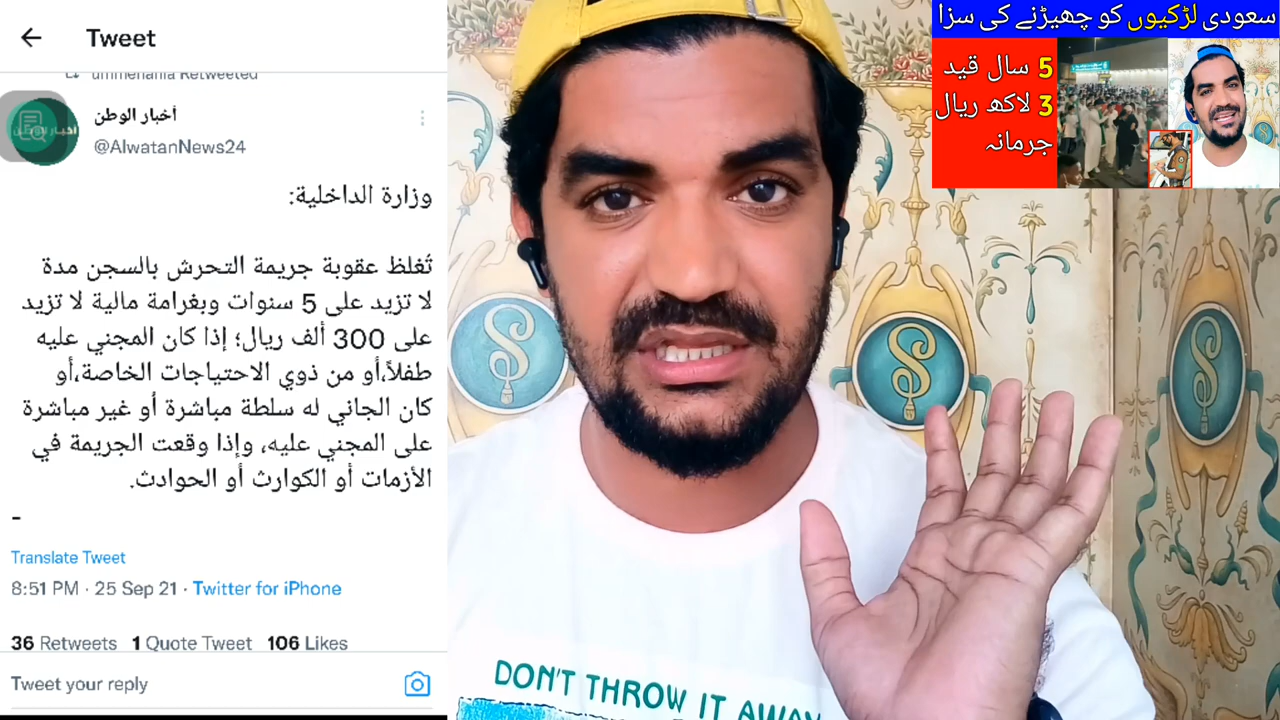 Tweet
ummehania Retweeted
أخبار الوطن
@AlwatanNews24
وزارة الداخلية:
تُغلظ عقوبة جريمة التحرش بالسجن مدة
لا تزيد على 5 سنوات وبغرامة مالية لا تزيد
على 300 ألف ريال؛ إذا كان المجني عليه
طفلاً،أو من ذوي الاحتياجات الخاصة،أو
كان الجاني له سلطة مباشرة أو غير مباشرة
على المجني عليه، وإذا وقعت الجريمة في
الأزمات أو الكوارث أو الحوادث.
-
Translate Tweet
8:51 PM · 25 Sep 21 · Twitter for iPhone
36 Retweets 1 Quote Tweet 106 Likes
Tweet your reply
سعودی لڑکیوں کو چھیڑنے کی سزا
5 سال قید
3 لاکھ ریال
جرمانہ
DON'T THROW IT AWAY